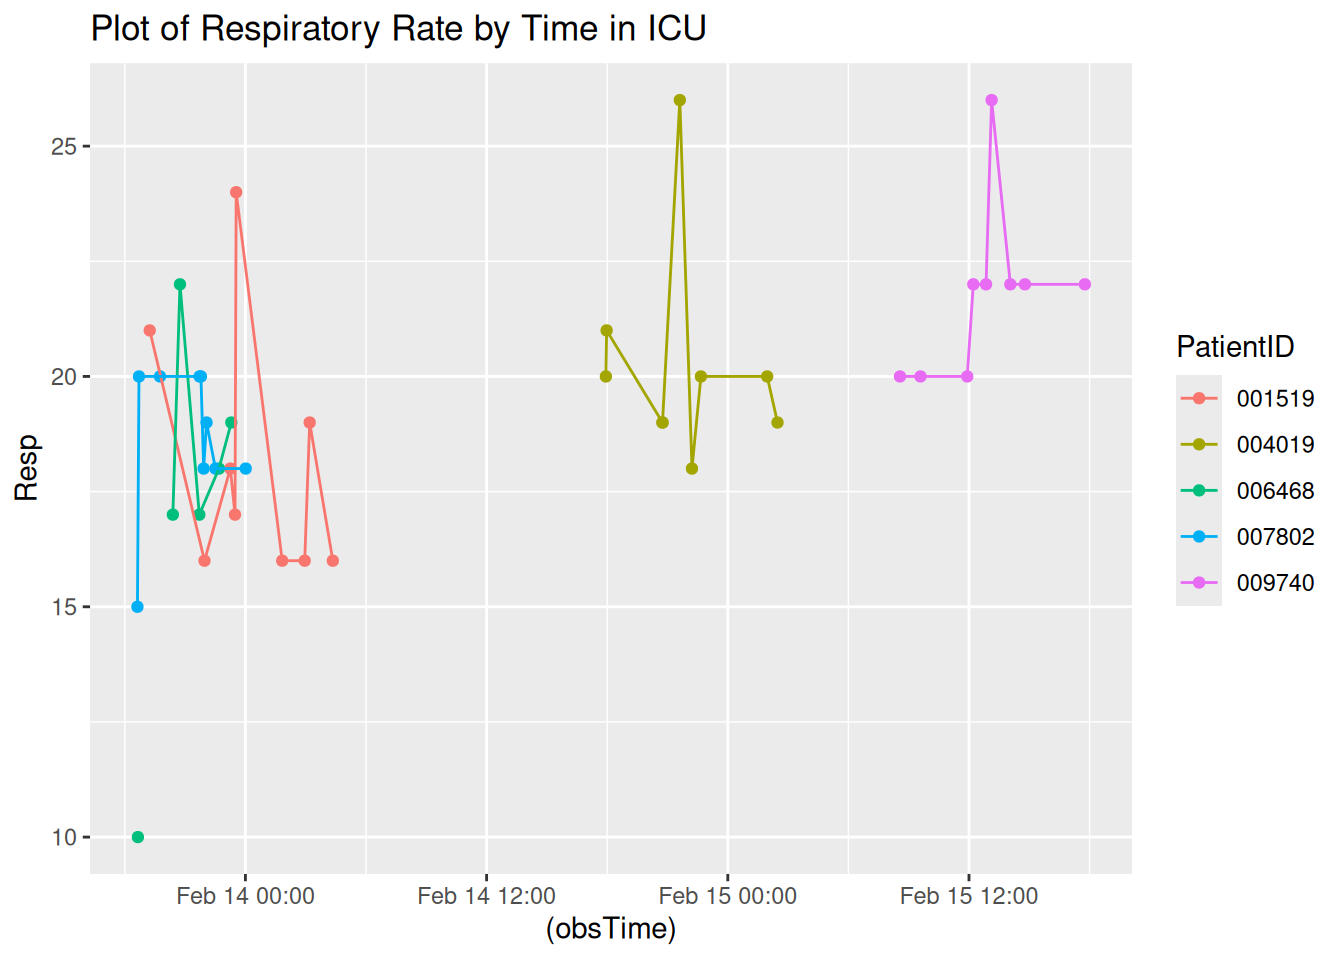 Plot of Respiratory Rate by Time in ICU
25
20
15
10
Resp
Feb 14 00:00 Feb 14 12:00 Feb 15 00:00 Feb 15 12:00
(obsTime)
PatientID
001519
004019
006468
007802
009740